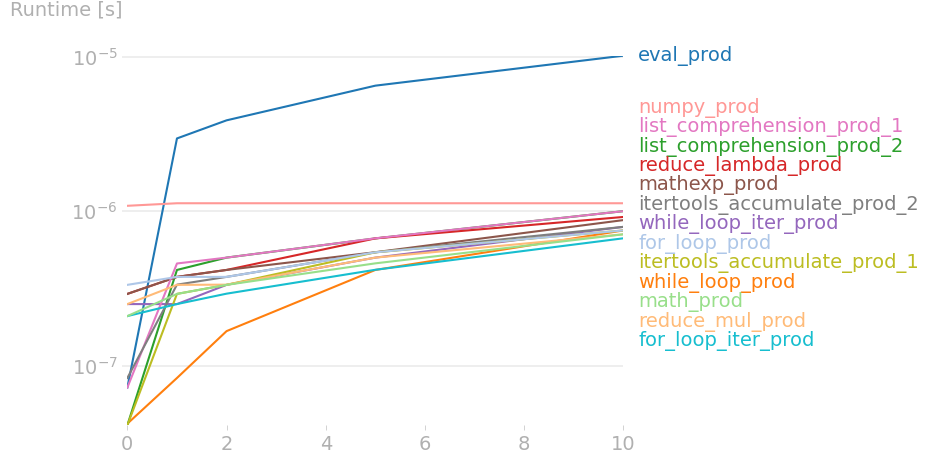 Runtime [s]
10⁻⁵
10⁻⁶
10⁻⁷
0 2 4 6 8 10
eval_prod
numpy_prod
list_comprehension_prod_1
list_comprehension_prod_2
reduce_lambda_prod
mathexp_prod
itertools_accumulate_prod_2
while_loop_iter_prod
for_loop_prod
itertools_accumulate_prod_1
while_loop_prod
math_prod
reduce_mul_prod
for_loop_iter_prod